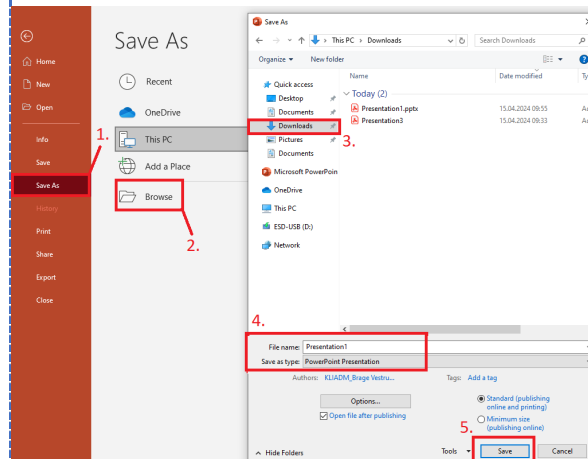 Save As
Home
New
Open
Info
Save
Save As
History
Print
Share
Export
Close
1.
Recent
OneDrive
This PC
Add a Place
Browse
2.
Save As
This PC > Downloads
Search Downloads
Organize
New folder
Name
Date modified
Quick access
Desktop
Documents
Downloads
Pictures
Documents
Microsoft PowerPoin
OneDrive
This PC
ESD-USB (D:)
Network
3.
Today (2)
Presentation1.pptx 15.04.2024 09:55
Presentation3 15.04.2024 09:33
4.
File name: Presentation1
Save as type: PowerPoint Presentation
Authors: KLIADM_Brage Vestru...
Tags: Add a tag
Options...
Open file after publishing
Standard (publishing
online and printing)
Minimum size
(publishing online)
5.
Hide Folders
Tools
Save
Cancel